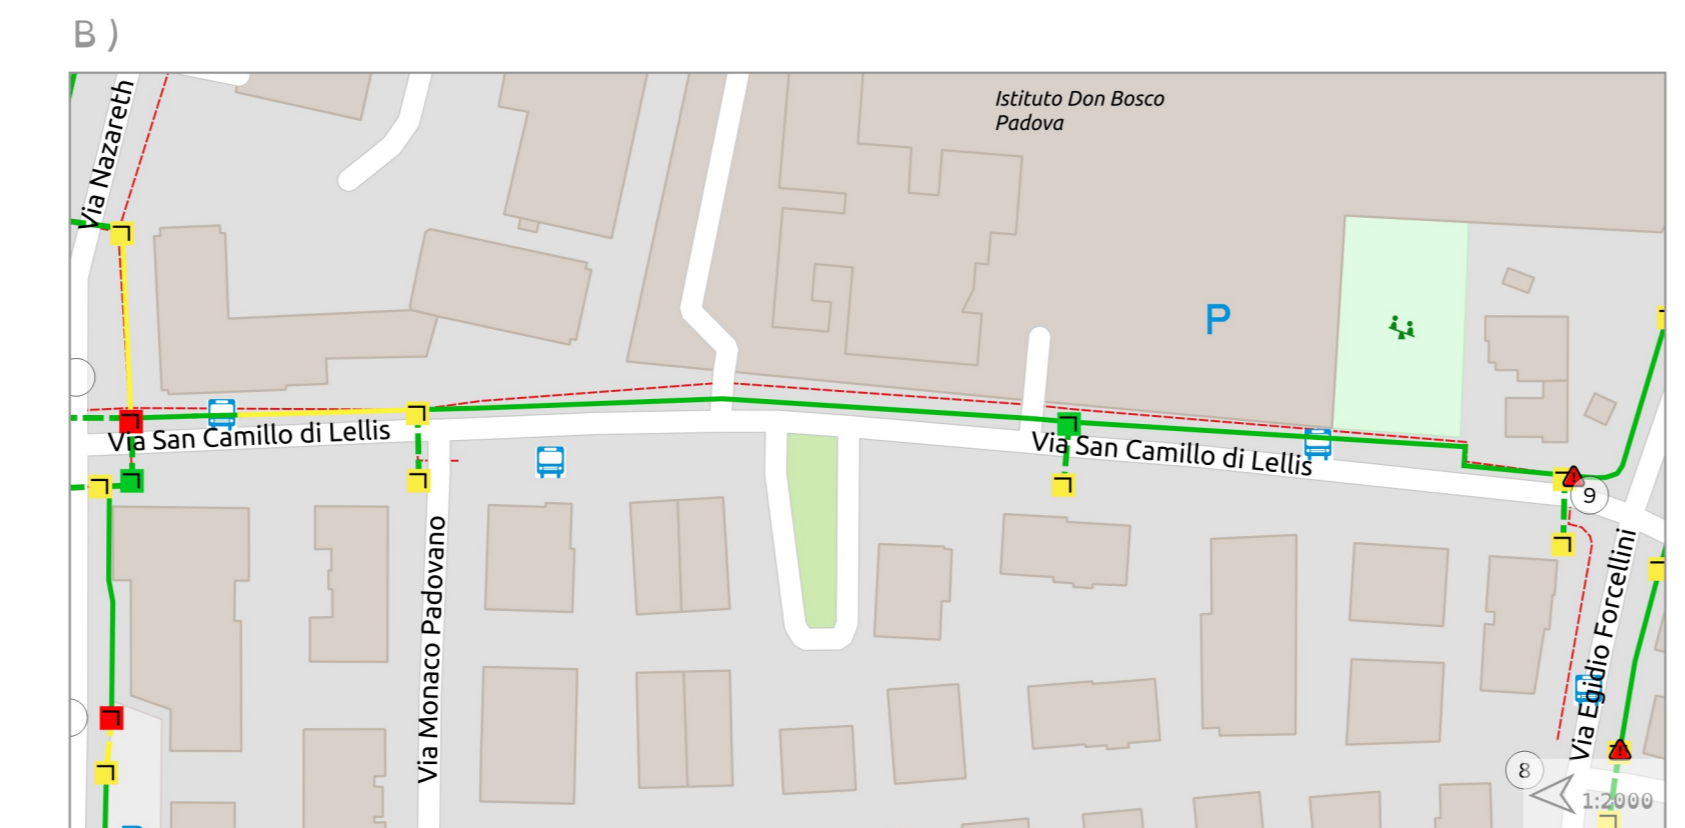 B )
Istituto Don Bosco
Padova
Via Nazareth
P
Via San Camillo di Lellis
Via San Camillo di Lellis
9
Via Monaco Padovano
Via Egidio Forcellini
8
1:2000